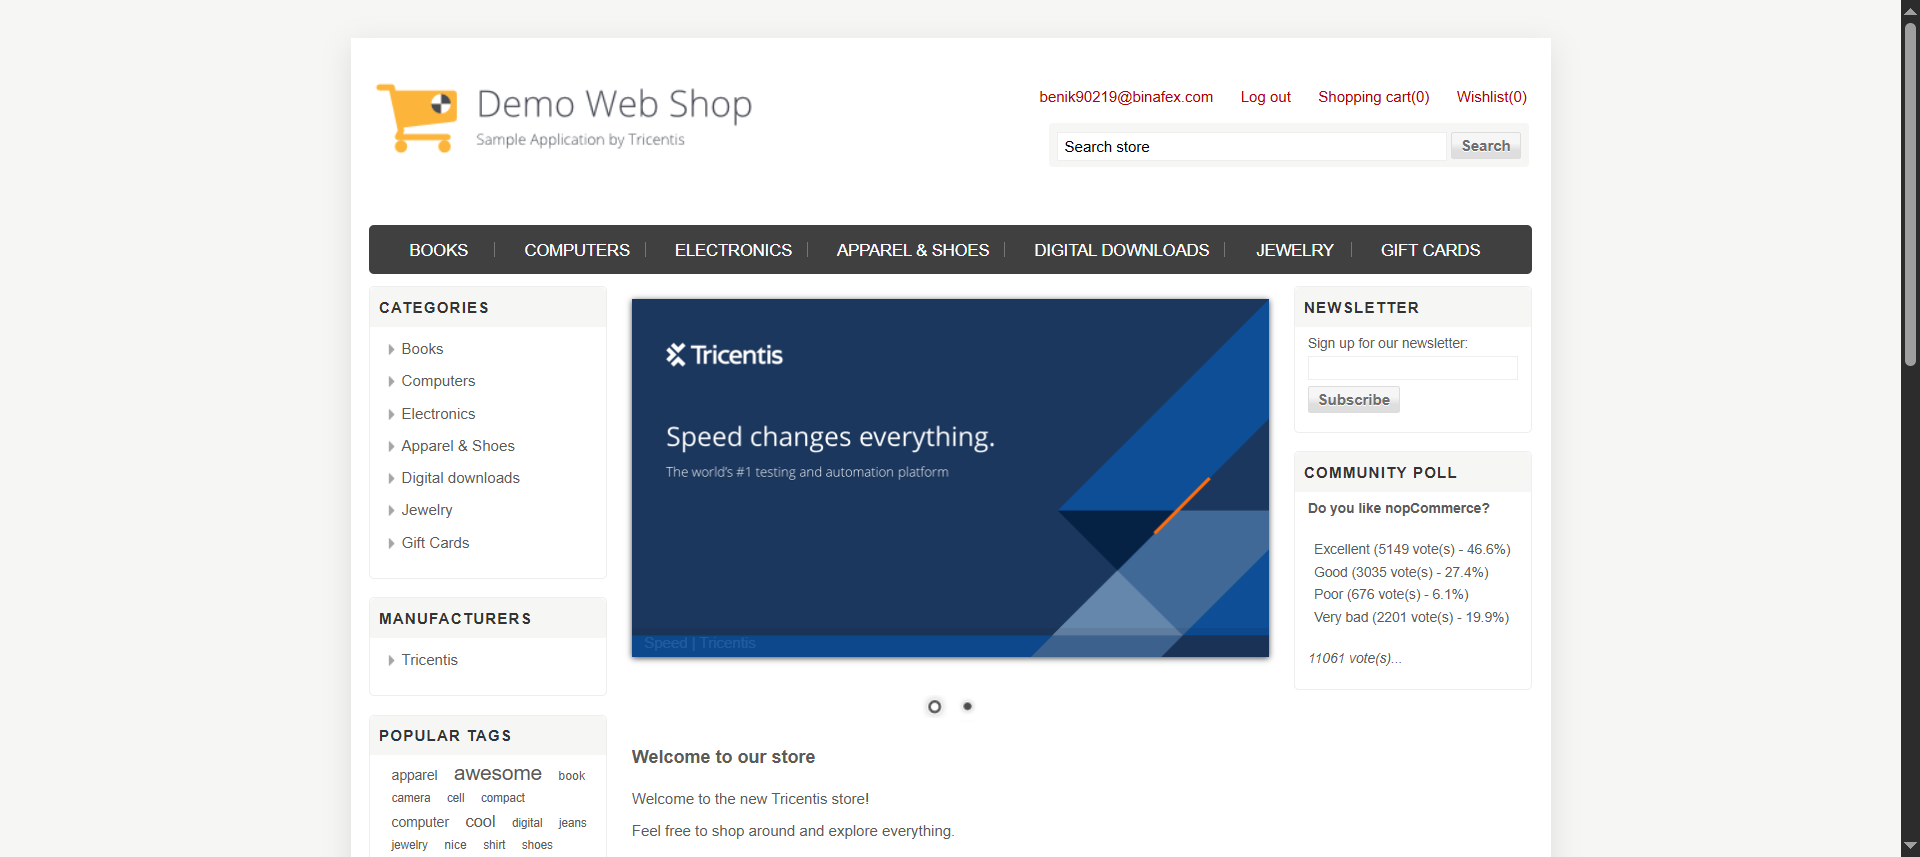 Demo Web Shop
Sample Application by Tricentis
benik90219@binafex.com Log out Shopping cart(0) Wishlist(0)
Search store Search
BOOKS COMPUTERS ELECTRONICS APPAREL & SHOES DIGITAL DOWNLOADS JEWELRY GIFT CARDS
CATEGORIES
Books
Computers
Electronics
Apparel & Shoes
Digital downloads
Jewelry
Gift Cards
MANUFACTURERS
Tricentis
POPULAR TAGS
apparel awesome book
camera cell compact
computer cool digital jeans
jewelry nice shirt shoes
Tricentis
Speed changes everything.
The world's #1 testing and automation platform
Speed | Tricentis
Welcome to our store
Welcome to the new Tricentis store!
Feel free to shop around and explore everything.
NEWSLETTER
Sign up for our newsletter:
Subscribe
COMMUNITY POLL
Do you like nopCommerce?
Excellent (5149 vote(s) - 46.6%)
Good (3035 vote(s) - 27.4%)
Poor (676 vote(s) - 6.1%)
Very bad (2201 vote(s) - 19.9%)
11061 vote(s)...